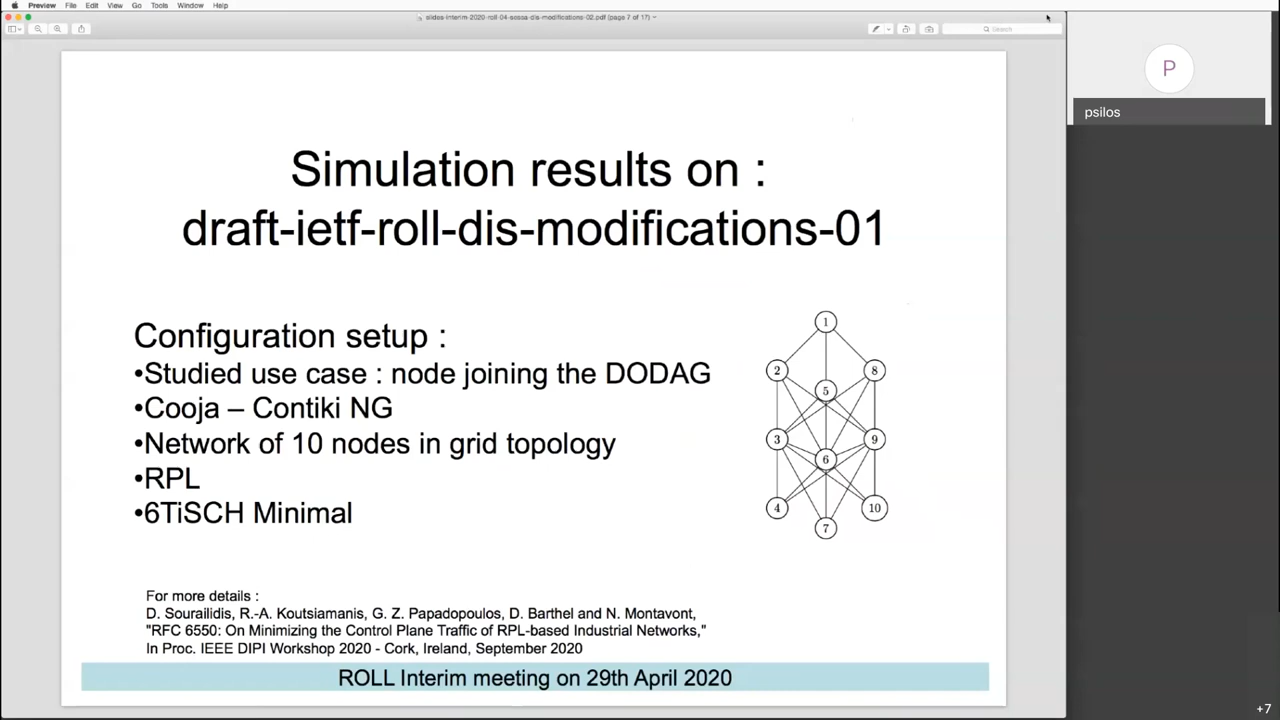 Preview File Edit View Go Tools Window Help
slides-interim-2020-roll-04-sessa-dis-modifications-02.pdf (page 7 of 17)
Search
P
psilos
Simulation results on :
draft-ietf-roll-dis-modifications-01
Configuration setup :
•Studied use case : node joining the DODAG
•Cooja – Contiki NG
•Network of 10 nodes in grid topology
•RPL
•6TiSCH Minimal
1
2
8
5
3
9
6
4
10
7
For more details :
D. Sourailidis, R.-A. Koutsiamanis, G. Z. Papadopoulos, D. Barthel and N. Montavont,
"RFC 6550: On Minimizing the Control Plane Traffic of RPL-based Industrial Networks,"
In Proc. IEEE DIPI Workshop 2020 - Cork, Ireland, September 2020
ROLL Interim meeting on 29th April 2020
+7